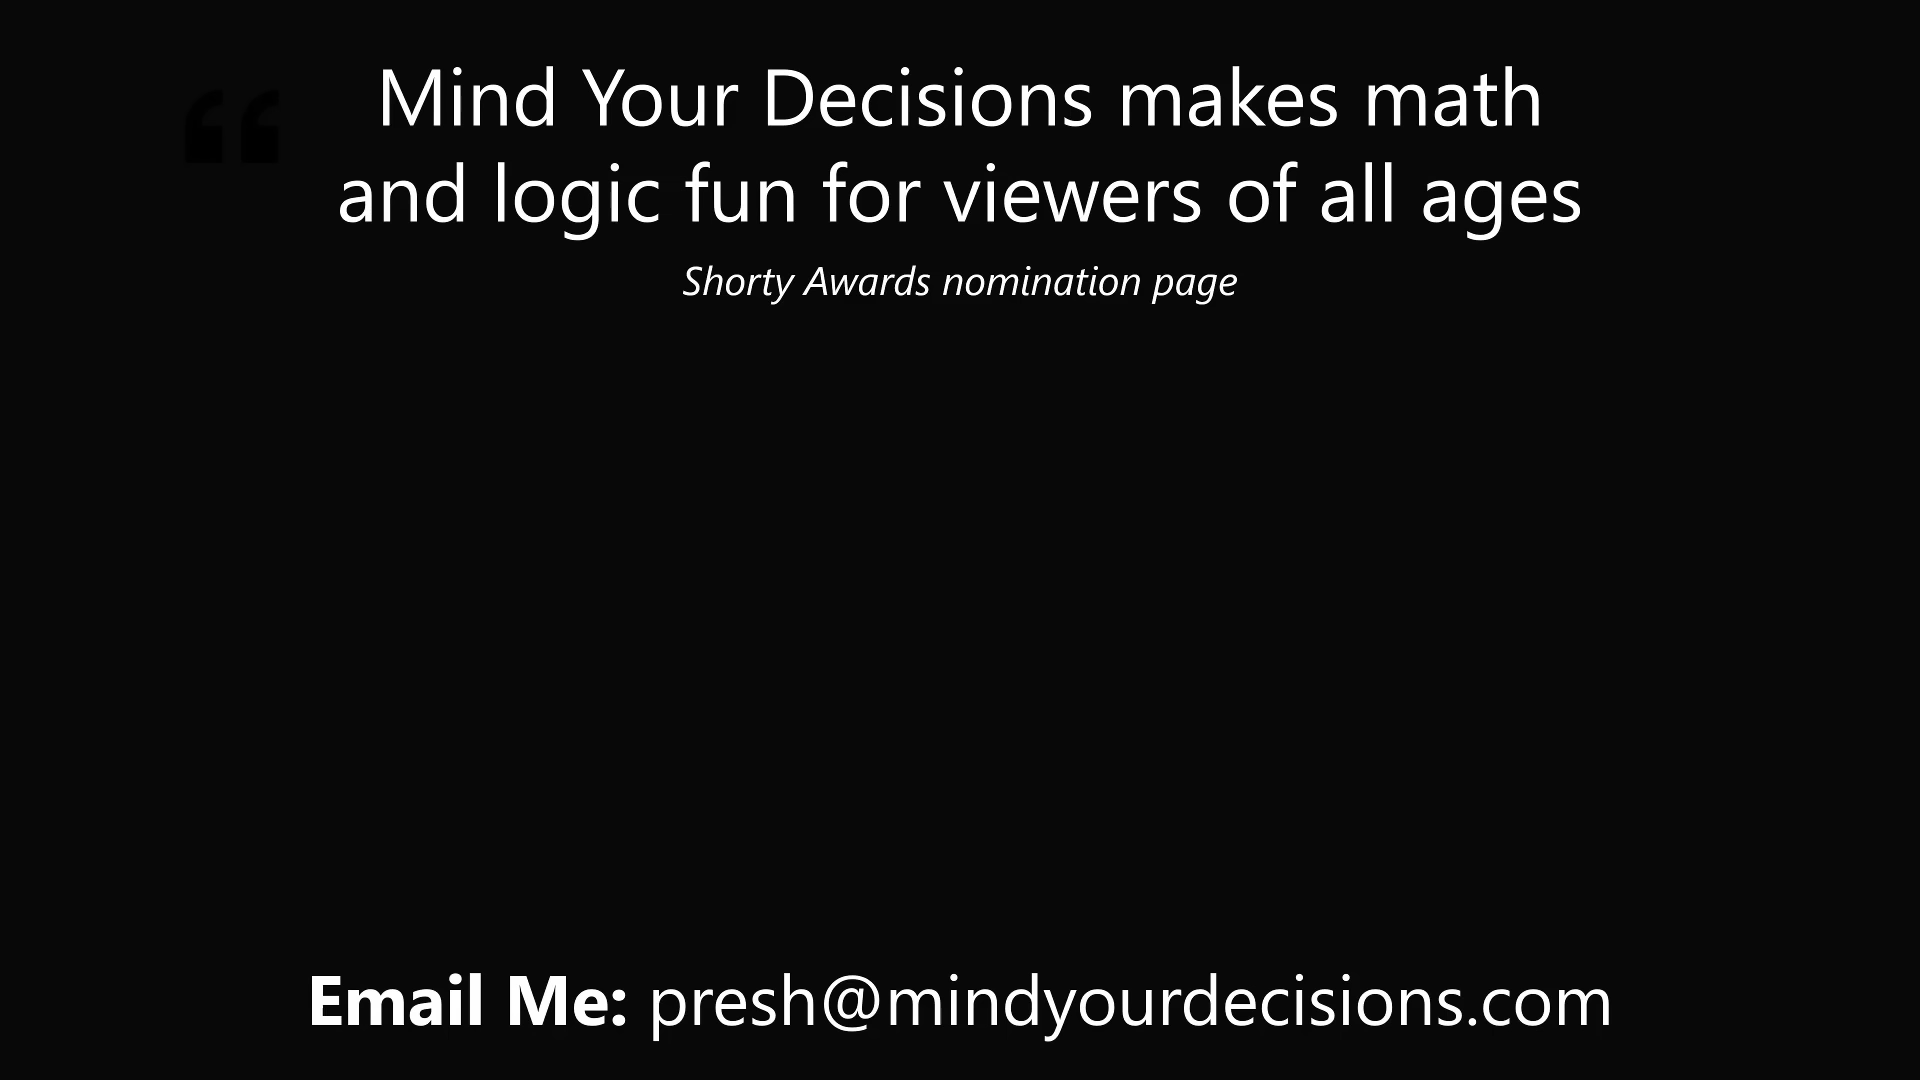 “
Mind Your Decisions makes math
and logic fun for viewers of all ages
Shorty Awards nomination page
Email Me: presh@mindyourdecisions.com